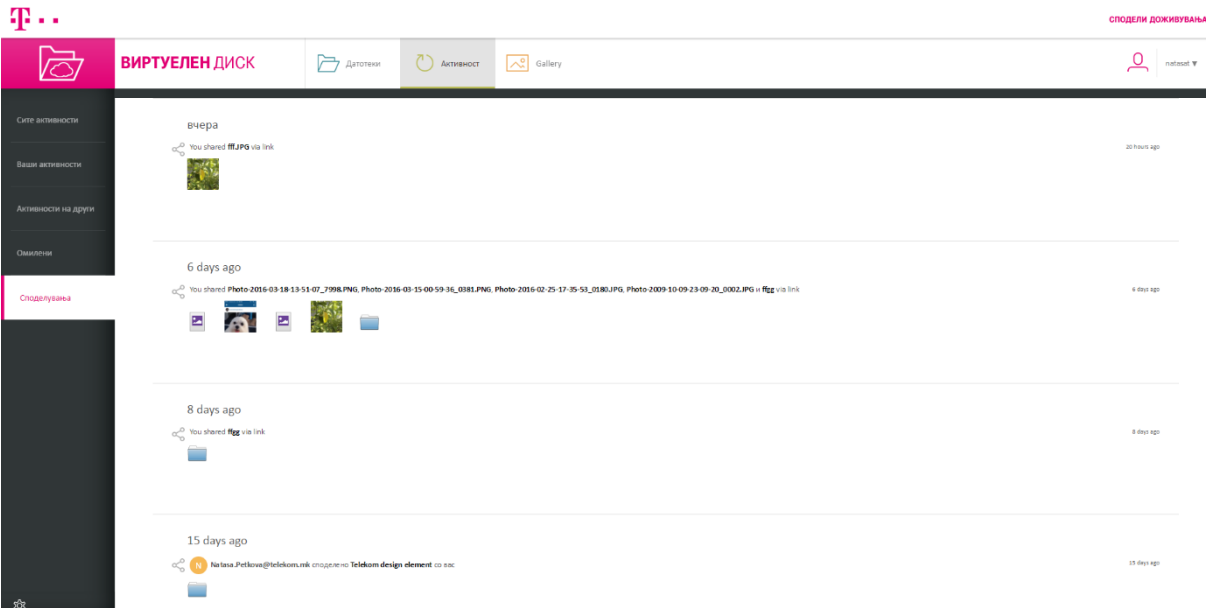 T
СПОДЕЛИ ДОЖИВУВАЊА
ВИРТУЕЛЕН ДИСК
Датотеки
Активност
Gallery
natasat
Сите активности
Ваши активности
Активности на други
Омилени
Споделувања
вчера
You shared fff.JPG via link
20 hours ago
6 days ago
You shared Photo-2016-03-18-13-51-07_7998.PNG, Photo-2016-03-15-00-59-36_0381.PNG, Photo-2016-02-25-17-35-53_0180.JPG, Photo-2009-10-09-23-09-20_0002.JPG и ffgg via link
6 days ago
8 days ago
You shared ffgg via link
8 days ago
15 days ago
N Natasa.Petkova@telekom.mk споделено Telekom design element со вас
15 days ago